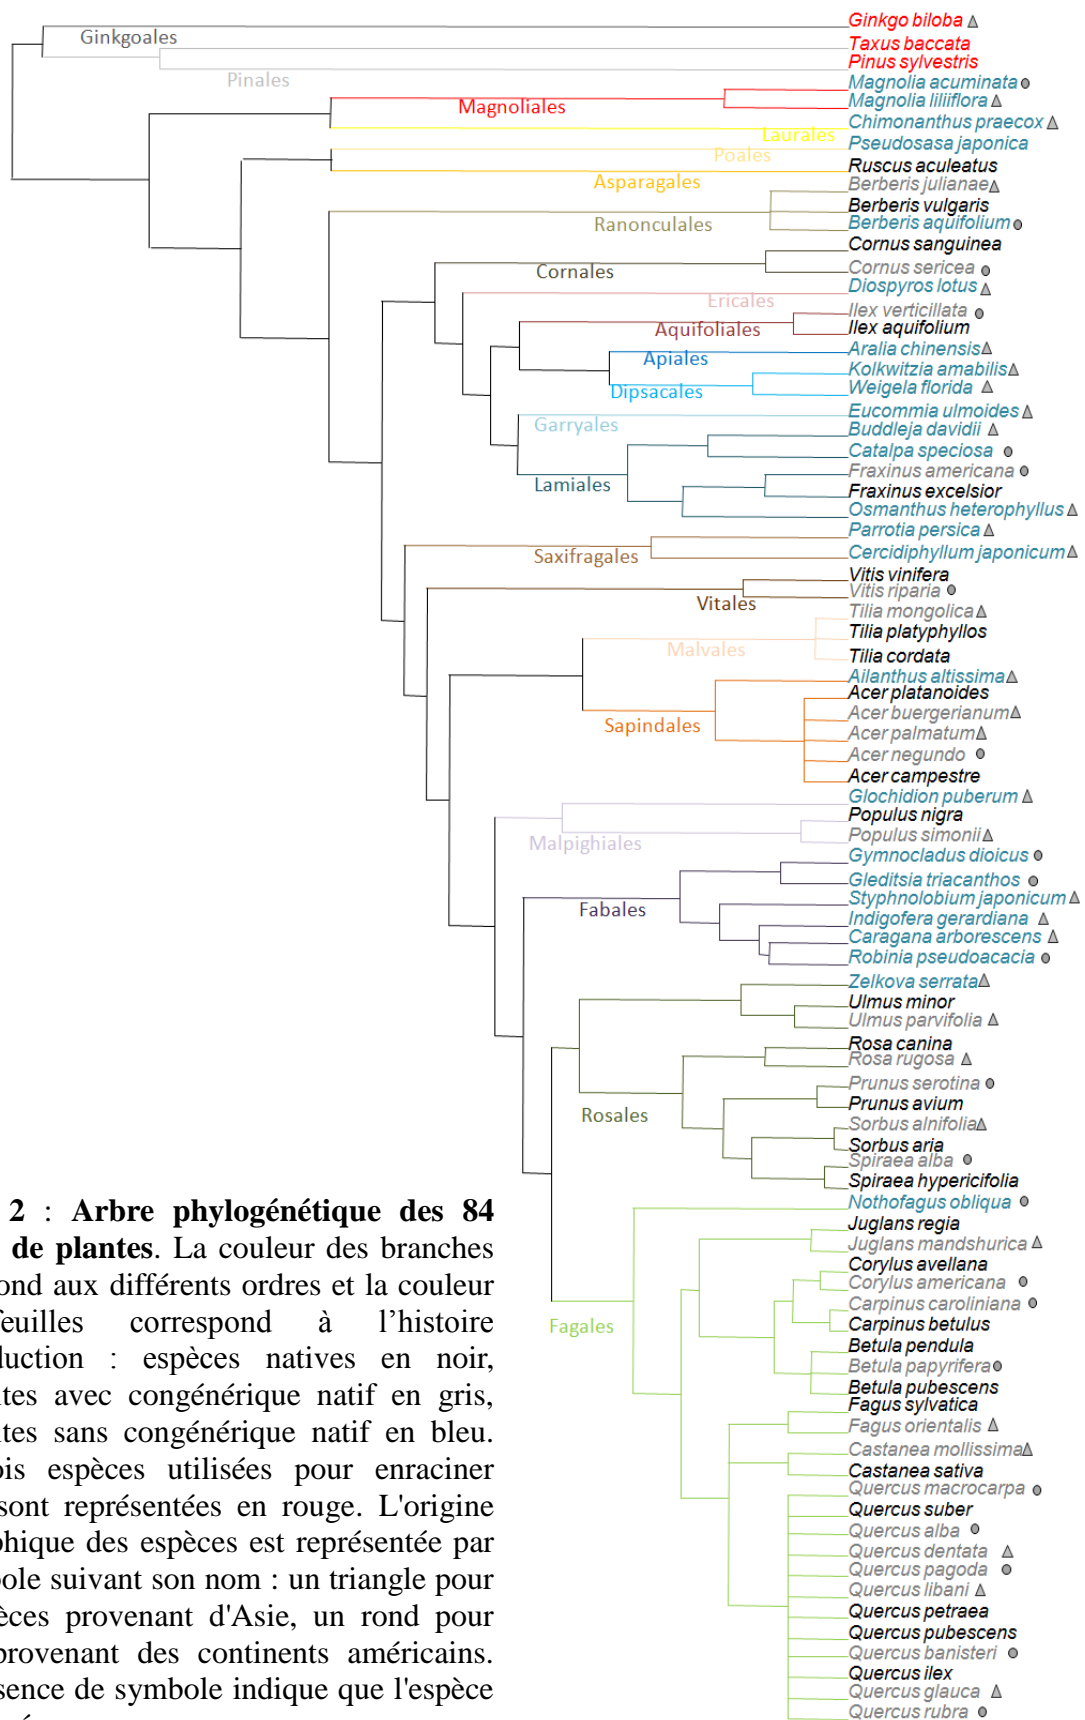 Ginkgo biloba
Ginkgoales
Taxus baccata
Pinus sylvestris
Pinales
Magnolia acuminata
Magnolia liliiflora
Magnoliales
Chimonanthus praecox
Laurales
Pseudosasa japonica
Poales
Ruscus aculeatus
Asparagales
Berberis julianae
Berberis vulgaris
Ranonculales
Berberis aquifolium
Cornus sanguinea
Cornus sericea
Cornales
Diospyros lotus
Ericales
Ilex verticillata
Ilex aquifolium
Aquifoliales
Aralia chinensis
Apiales
Kolkwitzia amabilis
Weigela florida
Dipsacales
Eucommia ulmoides
Garryales
Buddleja davidii
Catalpa speciosa
Fraxinus americana
Lamiales
Fraxinus excelsior
Osmanthus heterophyllus
Parrotia persica
Cercidiphyllum japonicum
Saxifragales
Vitis vinifera
Vitis riparia
Vitales
Tilia mongolica
Tilia platyphyllos
Malvales
Tilia cordata
Ailanthus altissima
Acer platanoides
Acer buergerianum
Sapindales
Acer palmatum
Acer negundo
Acer campestre
Glochidion puberum
Populus nigra
Populus simonii
Malpighiales
Gymnocladus dioicus
Gleditsia triacanthos
Styphnolobium japonicum
Fabales
Indigofera gerardiana
Caragana arborescens
Robinia pseudoacacia
Zelkova serrata
Ulmus minor
Ulmus parvifolia
Rosa canina
Rosa rugosa
Prunus serotina
Prunus avium
Rosales
Sorbus alnifolia
Sorbus aria
Spiraea alba
Spiraea hypericifolia
Nothofagus obliqua
Juglans regia
Juglans mandshurica
Corylus avellana
Corylus americana
Carpinus caroliniana
Carpinus betulus
Fagales
Betula pendula
Betula papyrifera
Betula pubescens
Fagus sylvatica
Fagus orientalis
Castanea mollissima
Castanea sativa
Quercus macrocarpa
Quercus suber
Quercus alba
Quercus dentata
Quercus pagoda
Quercus libani
Quercus petraea
Quercus pubescens
Quercus banisteri
Quercus ilex
Quercus glauca
Quercus rubra
2 : Arbre phylogénétique des 84
de plantes. La couleur des branches
ond aux différents ordres et la couleur
feuilles correspond à l'histoire
duction : espèces natives en noir,
ites avec congénérique natif en gris,
ites sans congénérique natif en bleu.
ois espèces utilisées pour enraciner
sont représentées en rouge. L'origine
phique des espèces est représentée par
bole suivant son nom : un triangle pour
èces provenant d'Asie, un rond pour
provenant des continents américains.
sence de symbole indique que l'espèce